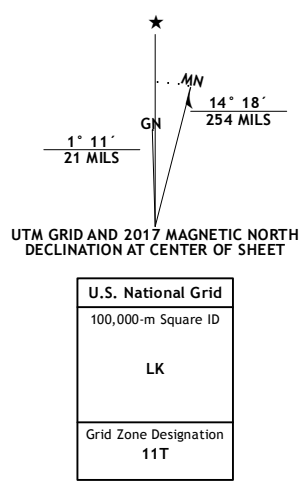 ★
MN
GN
14° 18´
254 MILS
1° 11´
21 MILS
UTM GRID AND 2017 MAGNETIC NORTH
DECLINATION AT CENTER OF SHEET
U.S. National Grid
100,000-m Square ID
LK
Grid Zone Designation
11T